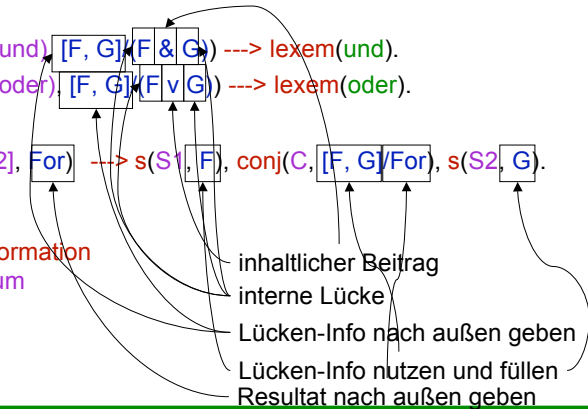 und), [F, G]/(F & G)) ---> lexem(und).
oder), [F, G]/(F v G)) ---> lexem(oder).
2], For) ---> s(S1, F), conj(C, [F, G]/For), s(S2, G).
ormation
um
inhaltlicher Beitrag
interne Lücke
Lücken-Info nach außen geben
Lücken-Info nutzen und füllen
Resultat nach außen geben